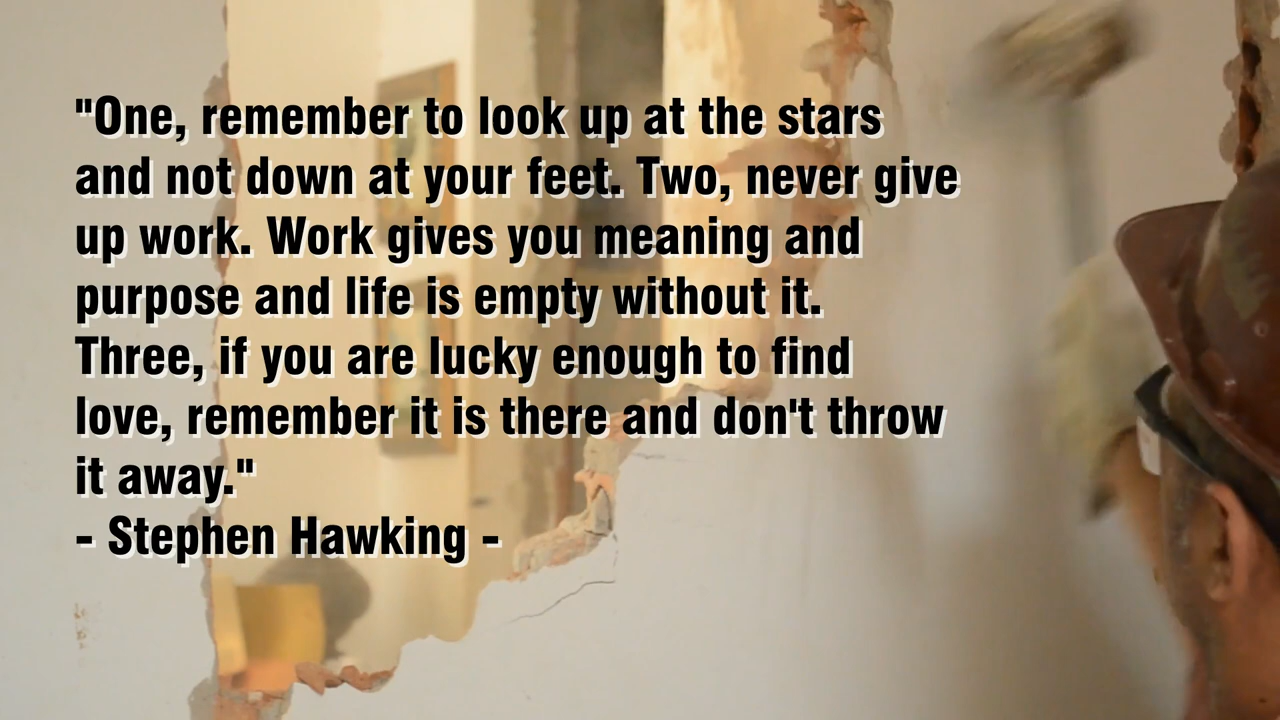 "One, remember to look up at the stars
and not down at your feet. Two, never give
up work. Work gives you meaning and
purpose and life is empty without it.
Three, if you are lucky enough to find
love, remember it is there and don't throw
it away."
- Stephen Hawking -